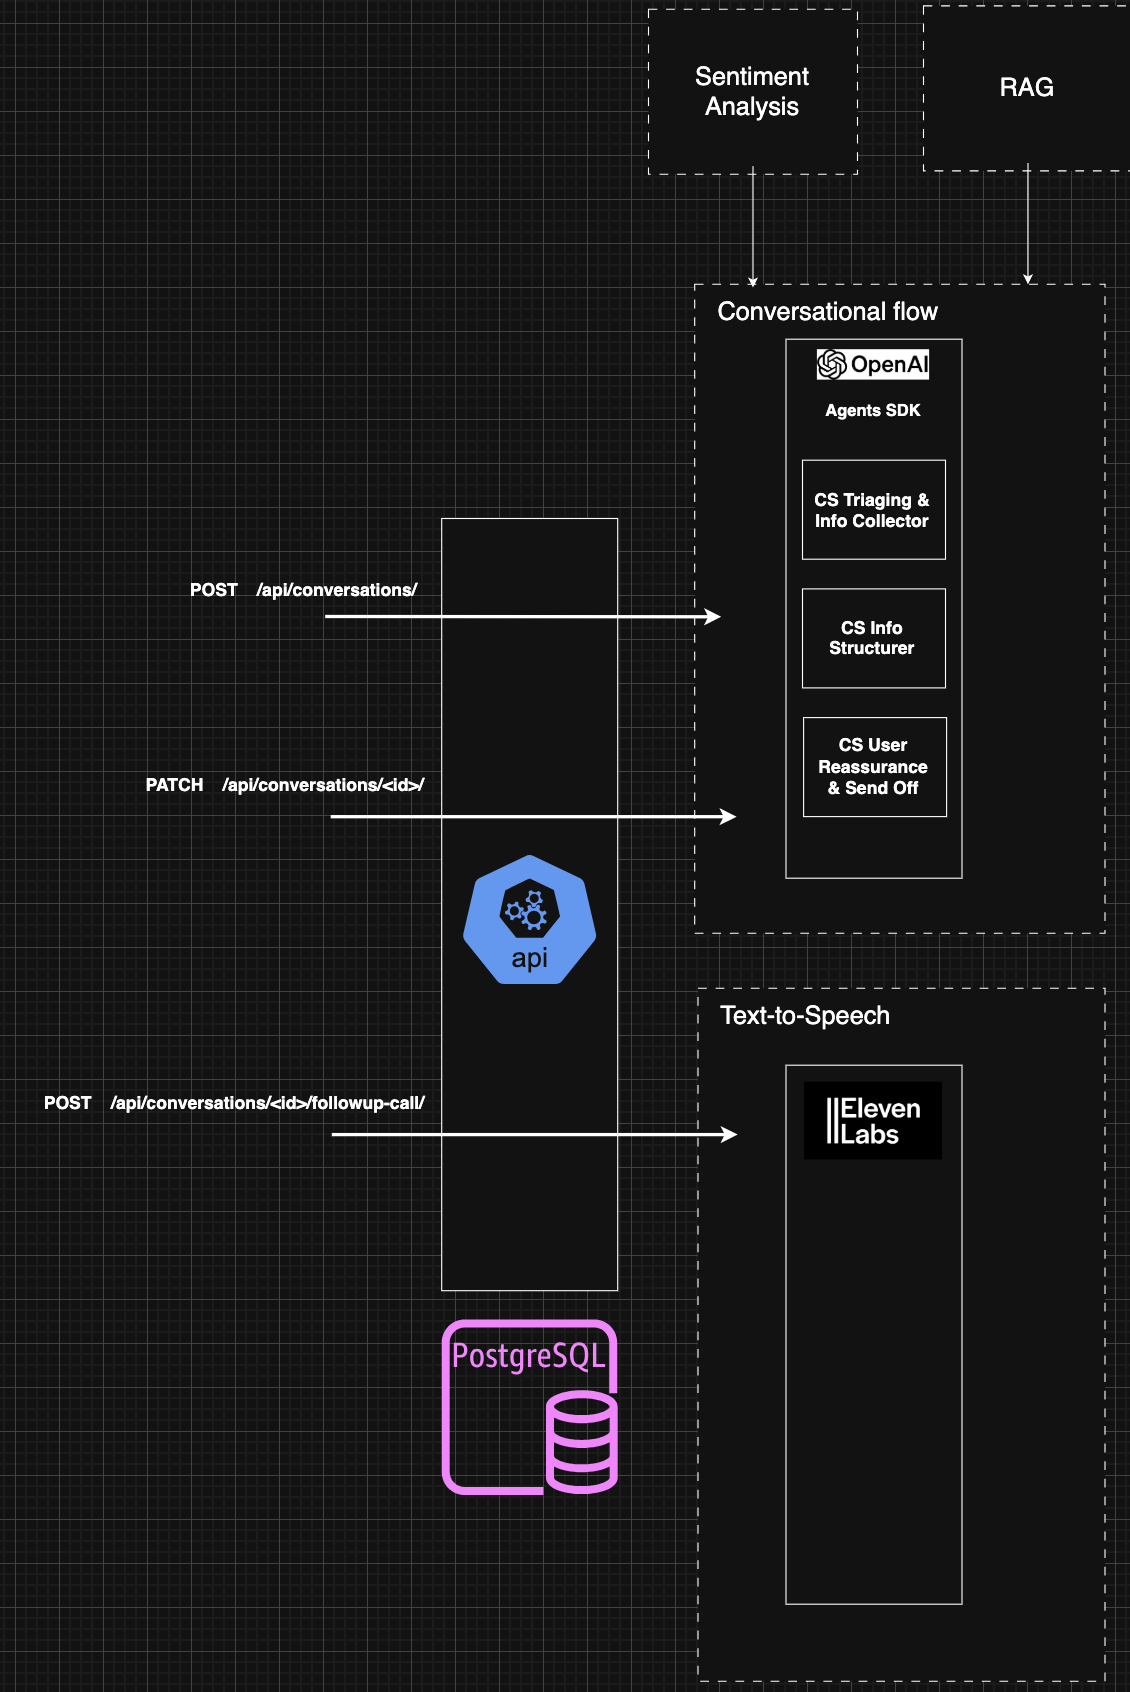 Sentiment
Analysis
RAG
Conversational flow
OpenAI
Agents SDK
CS Triaging &
Info Collector
POST /api/conversations/
CS Info
Structurer
CS User
Reassurance
& Send Off
PATCH /api/conversations/<id>/
api
Text-to-Speech
POST /api/conversations/<id>/followup-call/
||Eleven
Labs
PostgreSQL